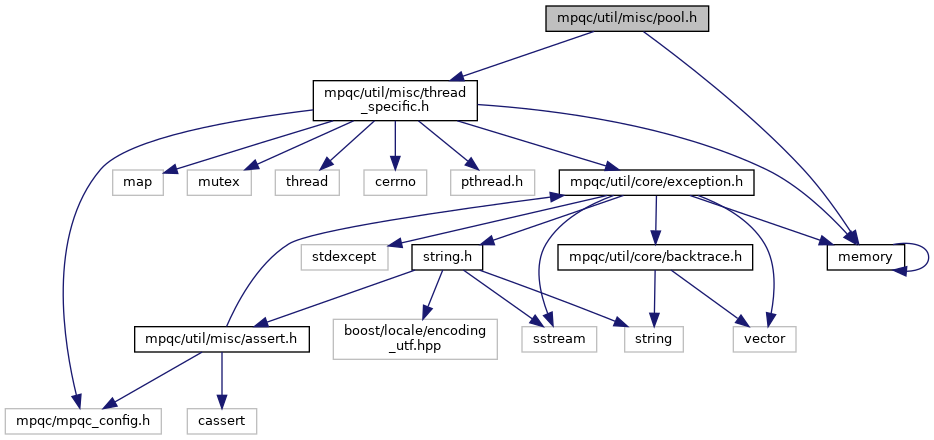 mpqc/util/misc/pool.h
mpqc/util/misc/thread
_specific.h
map
mutex
thread
cerrno
pthread.h
mpqc/util/core/exception.h
stdexcept
string.h
mpqc/util/core/backtrace.h
memory
mpqc/util/misc/assert.h
boost/locale/encoding
_utf.hpp
sstream
string
vector
mpqc/mpqc_config.h
cassert